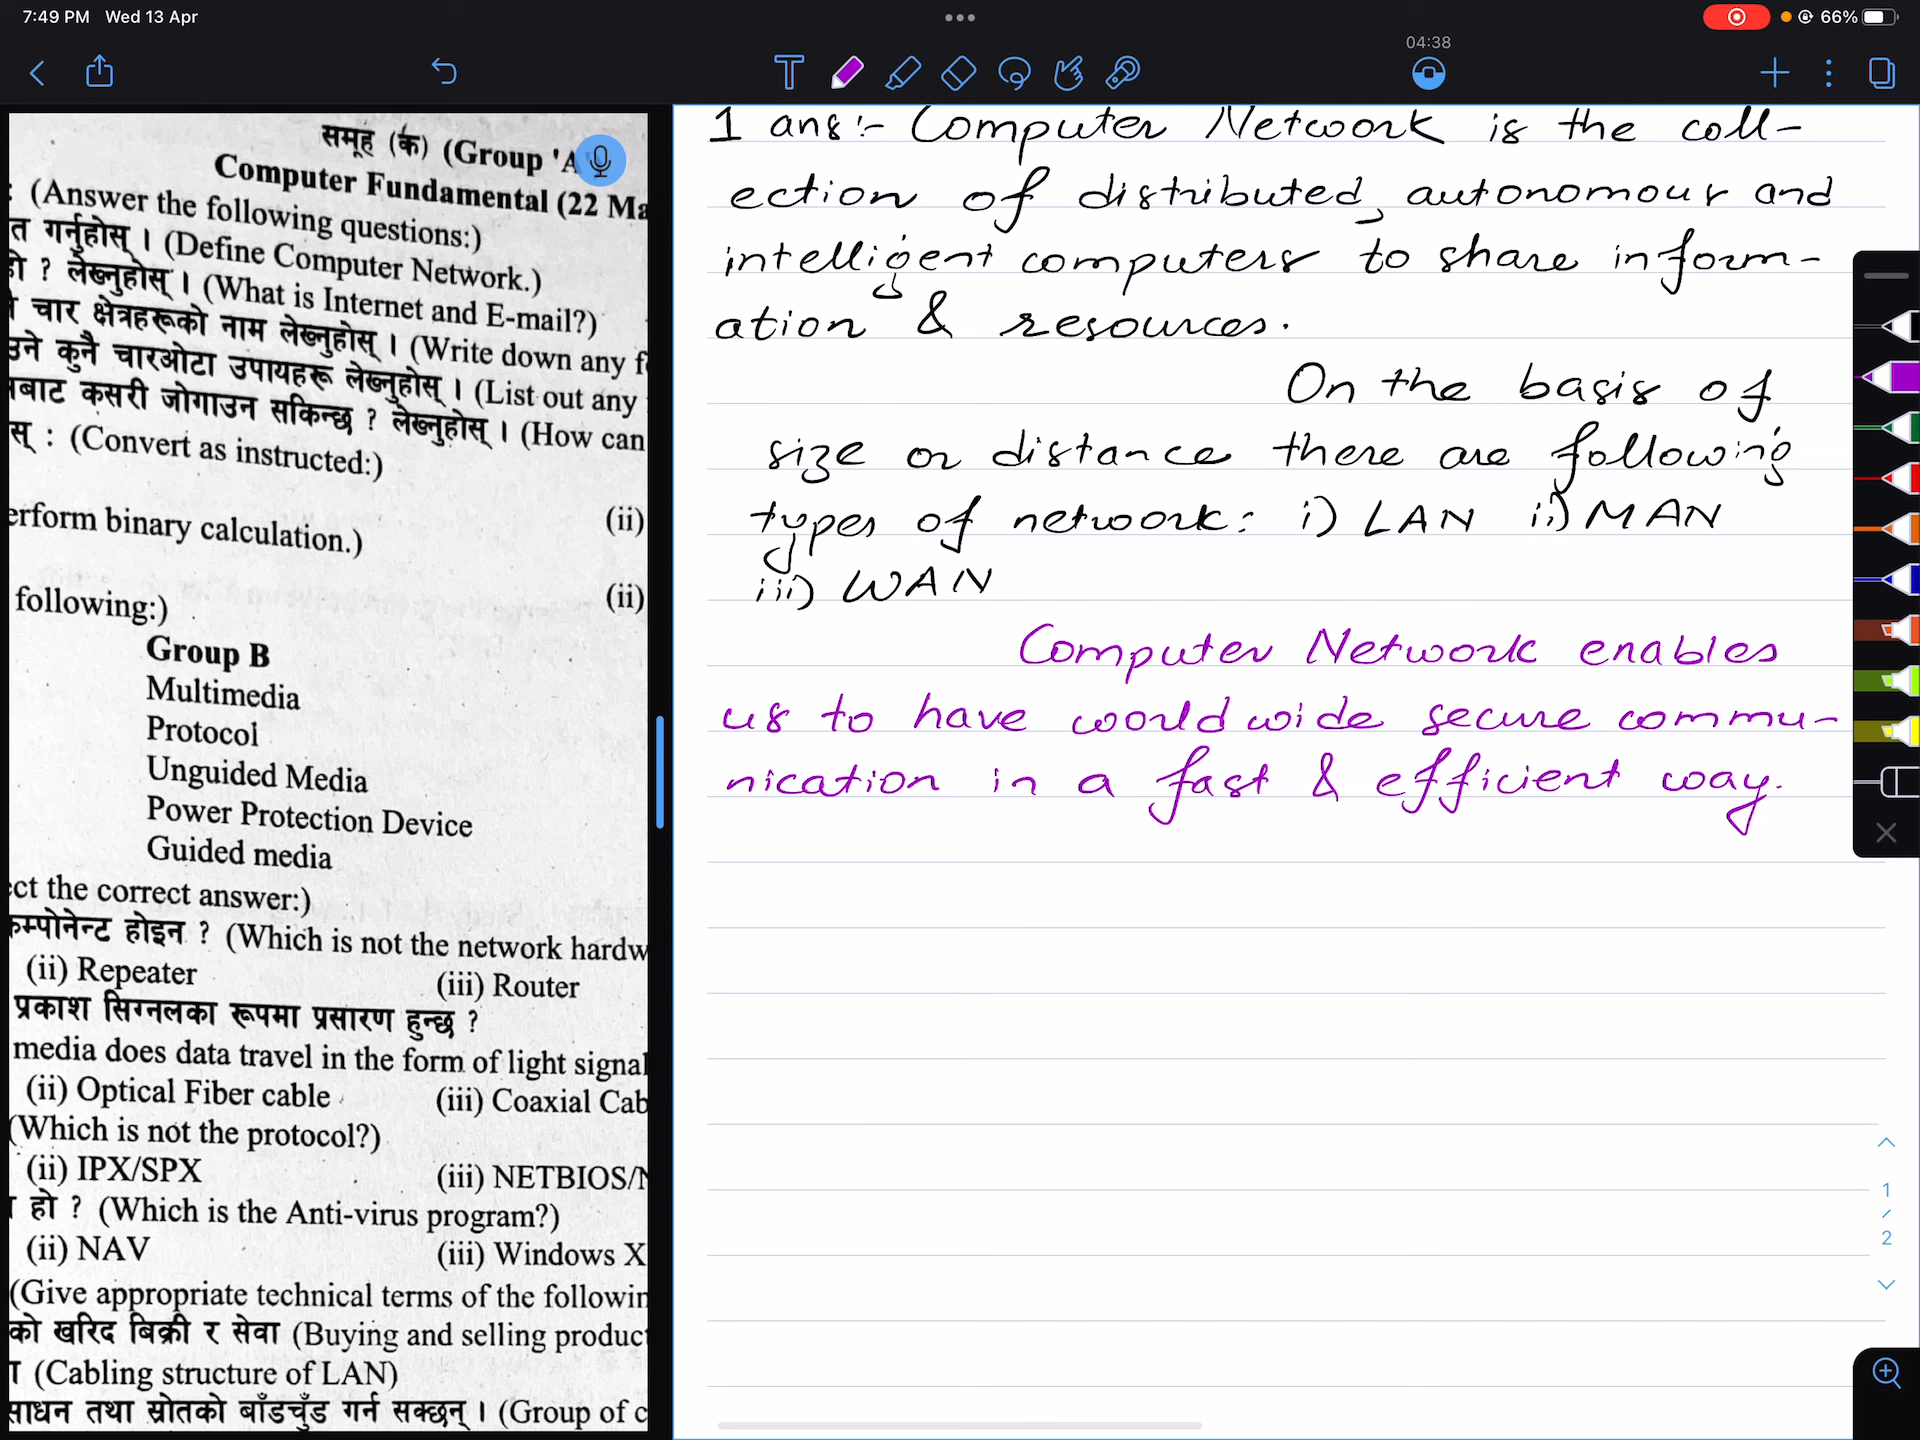 7:49 PM Wed 13 Apr
66%
04:38
समूह (क) (Group 'A
Computer Fundamental (22 Ma
: (Answer the following questions:)
त गर्नुहोस् । (Define Computer Network.)
? लेख्नुहोस् । (What is Internet and E-mail?)
चार क्षेत्रहरूको नाम लेख्नुहोस् । (Write down any f
उने कुनै चारओटा उपायहरू लेख्नुहोस् । (List out any
बाट कसरी जोगाउन सकिन्छ ? लेख्नुहोस् । (How can
स् : (Convert as instructed:)
(ii)
erform binary calculation.)
(ii)
following:)
Group B
Multimedia
Protocol
Unguided Media
Power Protection Device
Guided media
ect the correct answer:)
कम्पोनेन्ट होइन ? (Which is not the network hardw
(ii) Repeater (iii) Router
प्रकाश सिग्नलका रूपमा प्रसारण हुन्छ ?
media does data travel in the form of light signal
(ii) Optical Fiber cable (iii) Coaxial Cab
(Which is not the protocol?)
(ii) IPX/SPX (iii) NETBIOS/N
हो ? (Which is the Anti-virus program?)
(ii) NAV (iii) Windows X
(Give appropriate technical terms of the followin
को खरिद बिक्री र सेवा (Buying and selling product
(Cabling structure of LAN)
साधन तथा स्रोतको बाँडचुँड गर्न सक्छन् । (Group of c
1 ans:- Computer Network is the coll-
ection of distributed, autonomour and
intelligent computers to share inform-
ation & resources.
On the basis of
size or distance there are following
types of network: i) LAN ii) MAN
iii) WAN
Computer Network enables
us to have worldwide secure commu-
nication in a fast & efficient way.
1
/
2